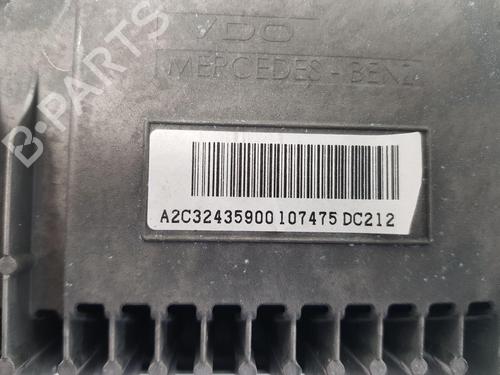 VDO
MERCEDES-BENZ
A2C32435900 107475 DC212
B-PARTS